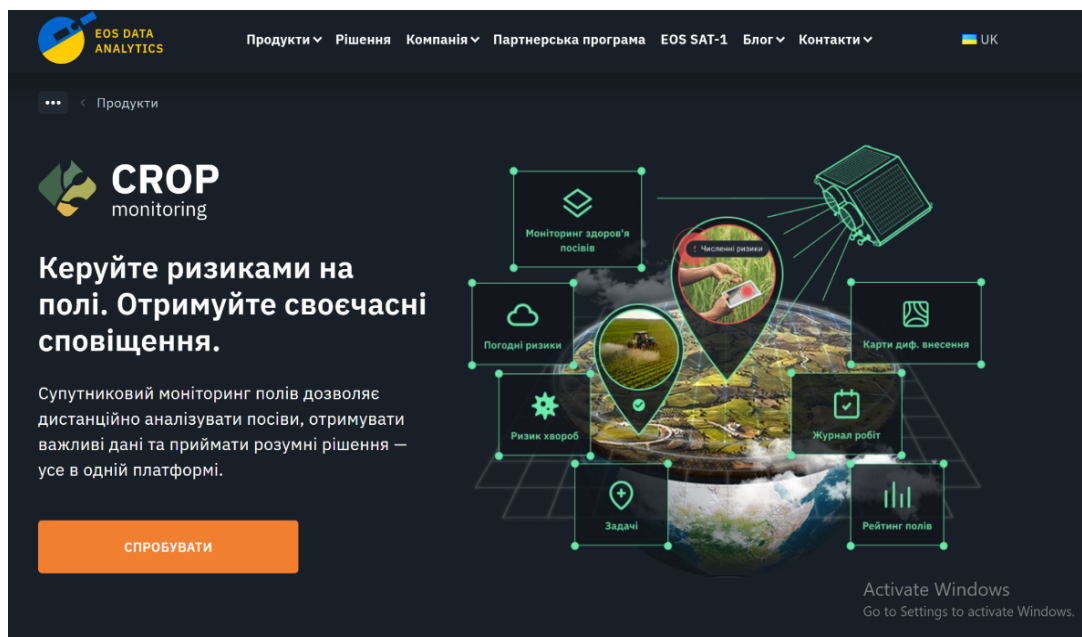 EOS DATA
ANALYTICS
Продукти Рішення Компанія Партнерська програма EOS SAT-1 Блог Контакти UK
••• < Продукти
CROP
monitoring
Керуйте ризиками на
полі. Отримуйте своєчасні
сповіщення.
Супутниковий моніторинг полів дозволяє
дистанційно аналізувати посіви, отримувати
важливі дані та приймати розумні рішення —
усе в одній платформі.
СПРОБУВАТИ
Моніторинг здоров'я
посівів
! Численні ризики
Погодні ризики
Карти диф. внесення
Ризик хвороб
Журнал робіт
Задачі
Рейтинг полів
Activate Windows
Go to Settings to activate Windows.